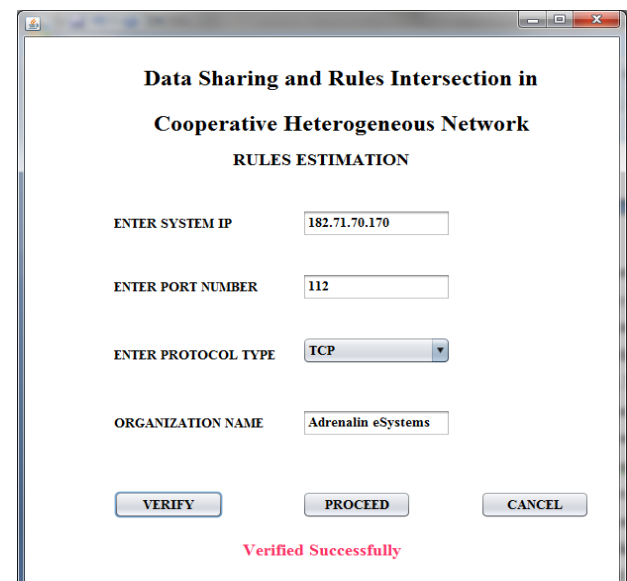 Data Sharing and Rules Intersection in
Cooperative Heterogeneous Network
RULES ESTIMATION
ENTER SYSTEM IP 182.71.70.170
ENTER PORT NUMBER 112
ENTER PROTOCOL TYPE TCP
ORGANIZATION NAME Adrenalin eSystems
VERIFY PROCEED CANCEL
Verified Successfully